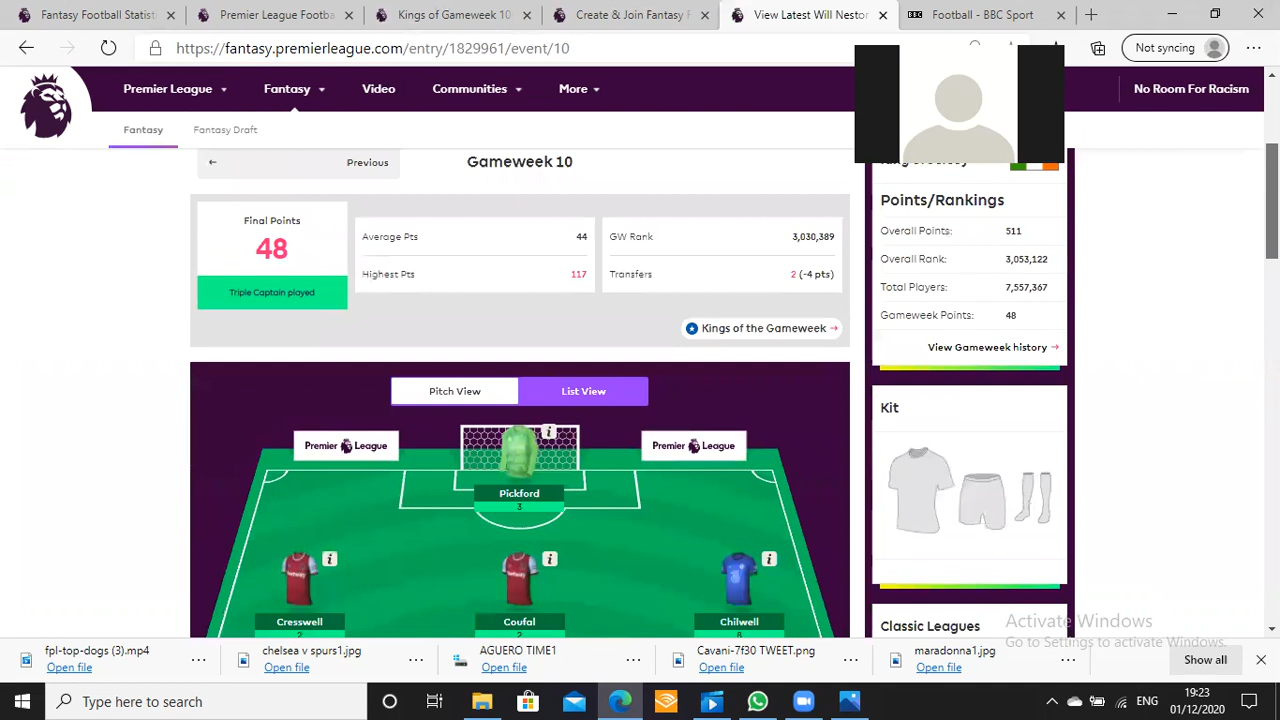 Fantasy Football Statist
Premier League Footba
Kings of Gameweek 10
Create & Join Fantasy F
View Latest Will Nestor
BBC Football - BBC Sport
https://fantasy.premierleague.com/entry/1829961/event/10
Not syncing
Premier League
Fantasy
Video
Communities
More
No Room For Racism
Fantasy
Fantasy Draft
Previous
Gameweek 10
Final Points
48
Triple Captain played
Average Pts 44
Highest Pts 117
GW Rank 3,030,389
Transfers 2 (-4 pts)
Kings of the Gameweek
Points/Rankings
Overall Points: 511
Overall Rank: 3,053,122
Total Players: 7,557,367
Gameweek Points: 48
View Gameweek history
Kit
Classic Leagues
Pitch View
List View
Premier League
Premier League
Pickford
3
Cresswell
2
Coufal
2
Chilwell
8
Activate Windows
Go to Settings to activate Windows.
fpl-top-dogs (3).mp4
Open file
chelsea v spurs1.jpg
Open file
AGUERO TIME1
Open file
Cavani-7f30 TWEET.png
Open file
maradonna1.jpg
Open file
Show all
Type here to search
ENG
19:23
01/12/2020